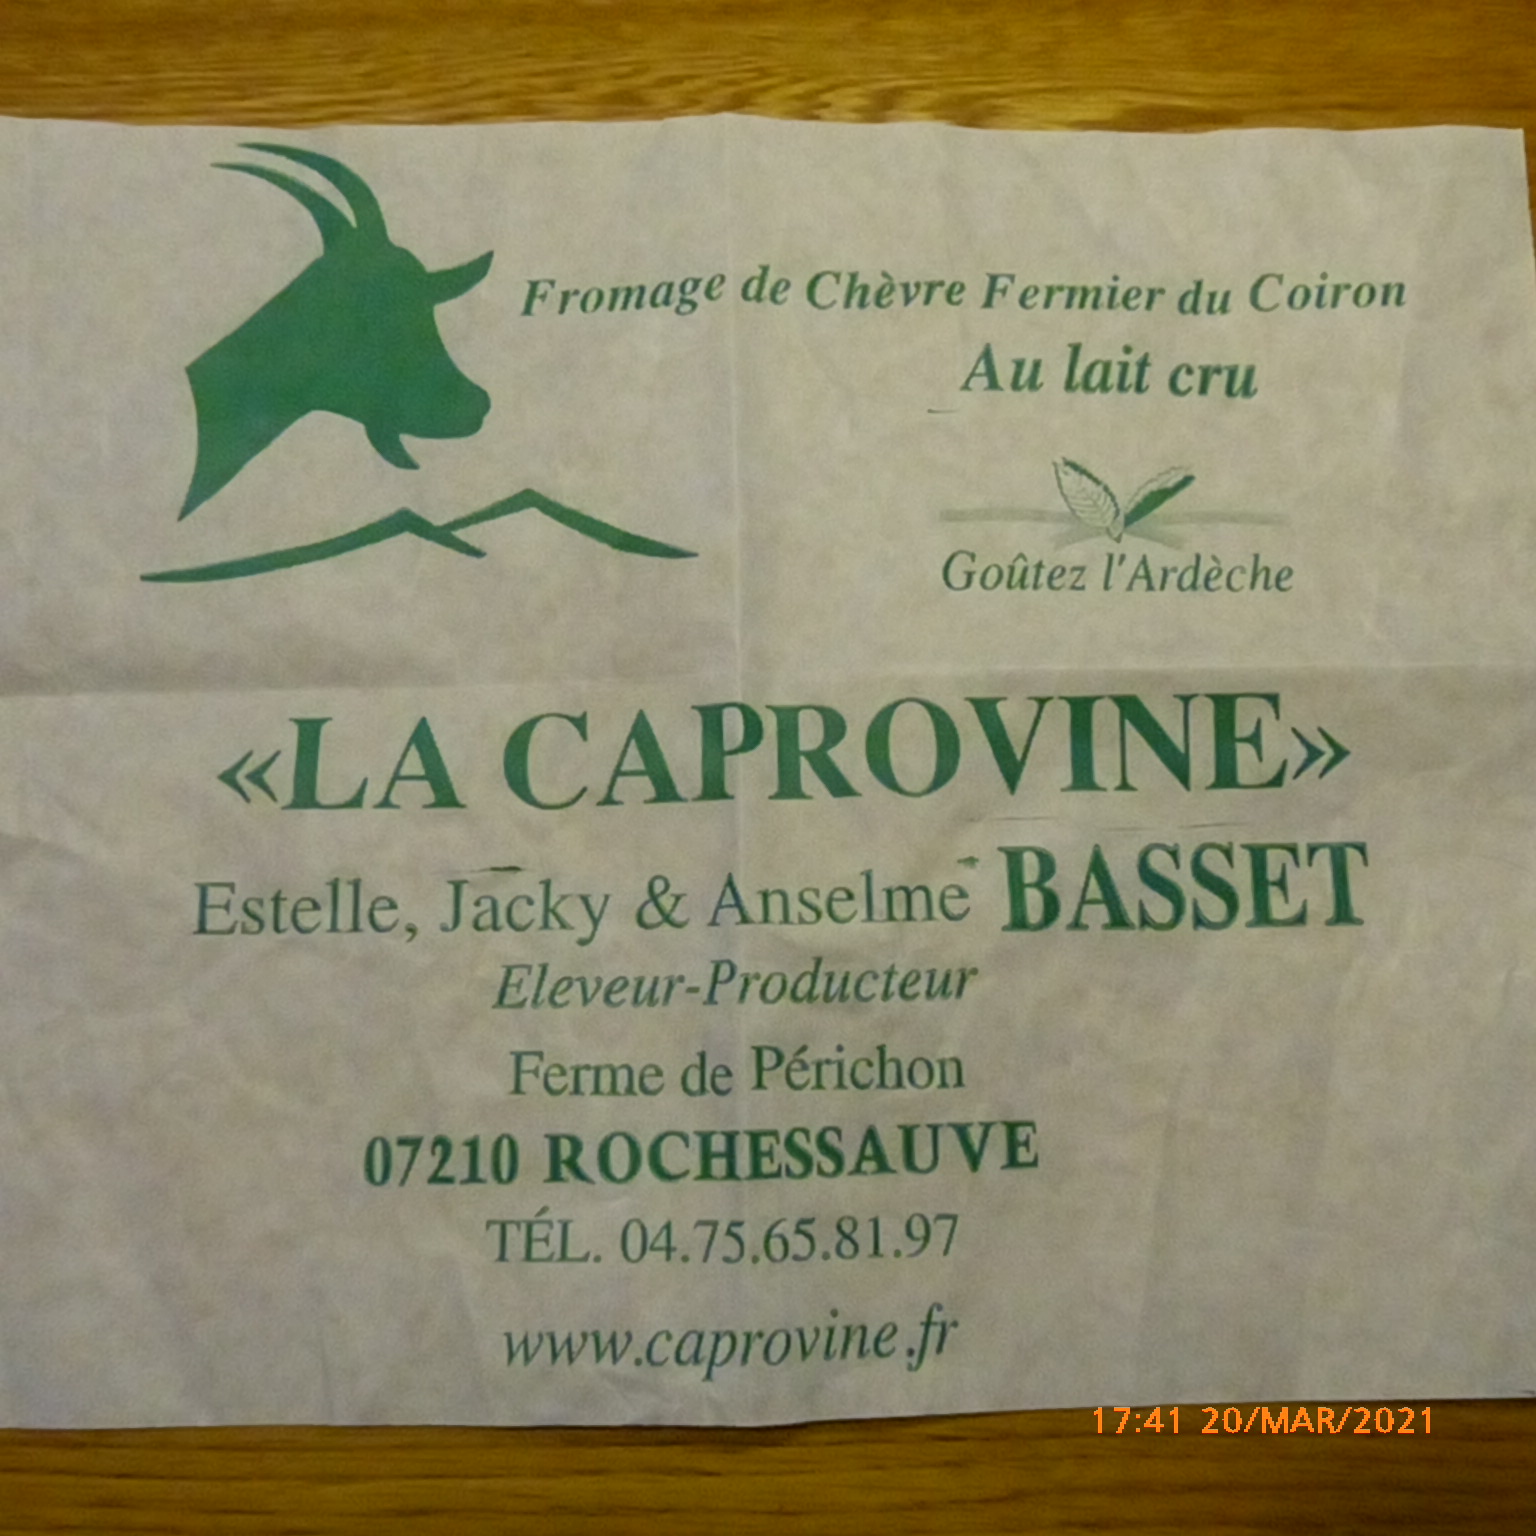 Fromage de Chèvre Fermier du Coiron
Au lait cru
Goûtez l'Ardèche
«LA CAPROVINE»
Estelle, Jacky & Anselme BASSET
Eleveur-Producteur
Ferme de Périchon
07210 ROCHESSAUVE
TÉL. 04.75.65.81.97
www.caprovine.fr
17:41 20/MAR/2021